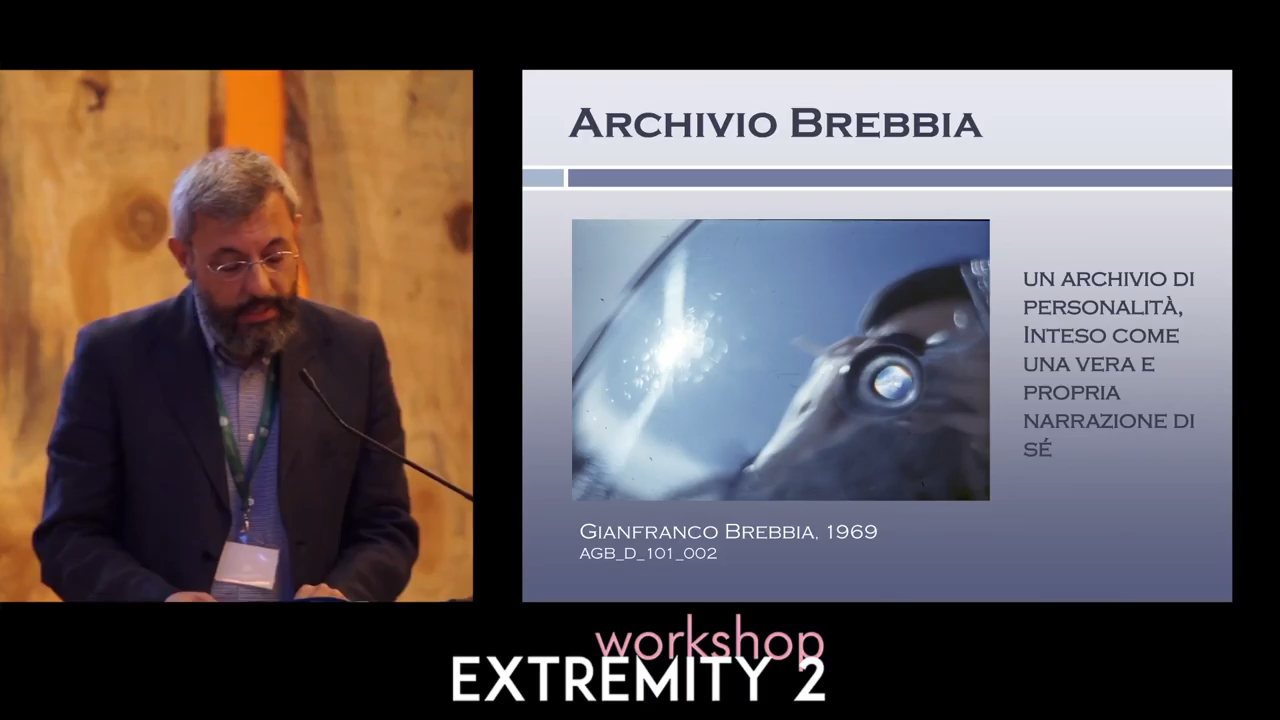 Archivio Brebbia
un archivio di
personalità,
Inteso come
una vera e
propria
narrazione di
sé
Gianfranco Brebbia, 1969
AGB_D_101_002
workshop
EXTREMITY 2